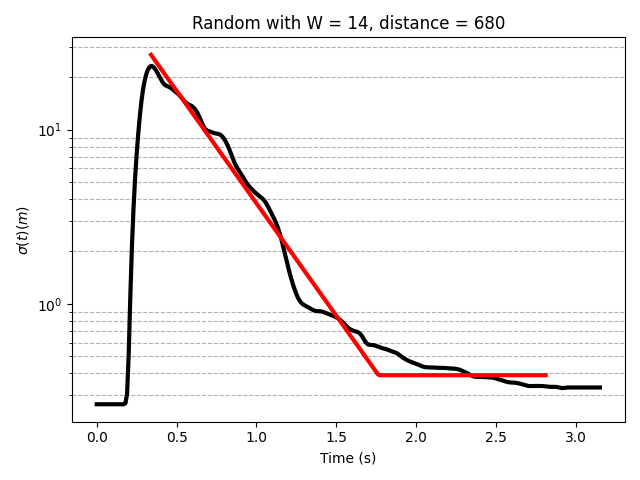 Random with W = 14, distance = 680
σ(t)(m)
10¹
10⁰
0.0 0.5 1.0 1.5 2.0 2.5 3.0
Time (s)